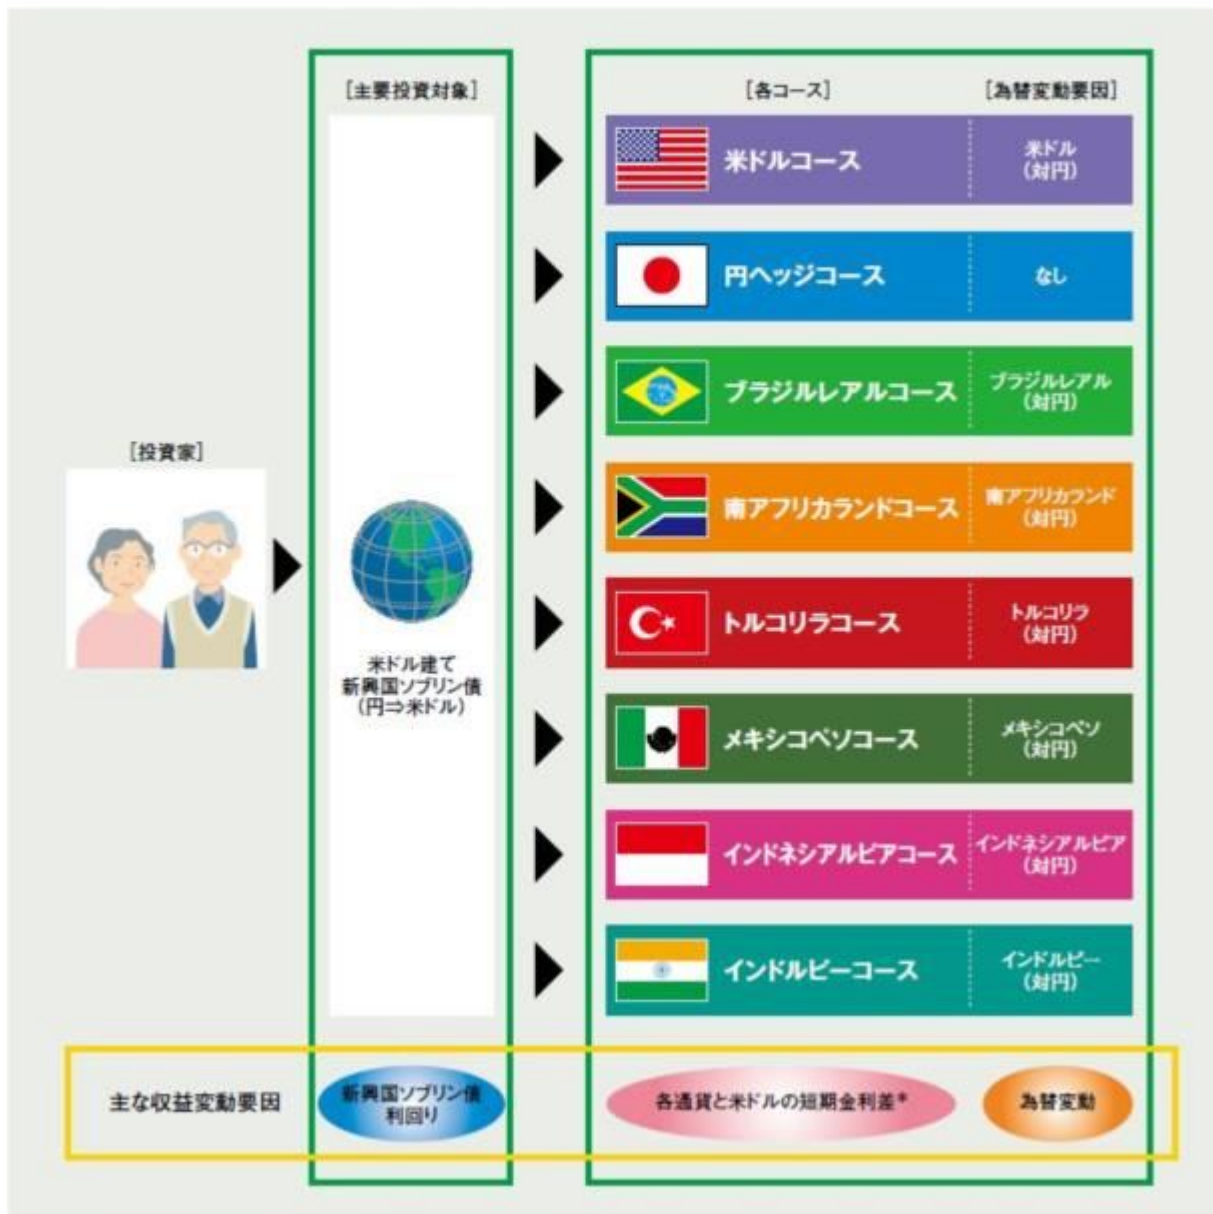 [投資家]
[主要投資対象]
米ドル建て
新興国ソブリン債
(円⇒米ドル)
[各コース]
[為替変動要因]
米ドルコース
米ドル
(対円)
円ヘッジコース
なし
ブラジルレアルコース
ブラジルレアル
(対円)
南アフリカランドコース
南アフリカランド
(対円)
トルコリラコース
トルコリラ
(対円)
メキシコペソコース
メキシコペソ
(対円)
インドネシアルピアコース
インドネシアルピア
(対円)
インドルピーコース
インドルピー
(対円)
主な収益変動要因
新興国ソブリン債
利回り
各通貨と米ドルの短期金利差*
為替変動